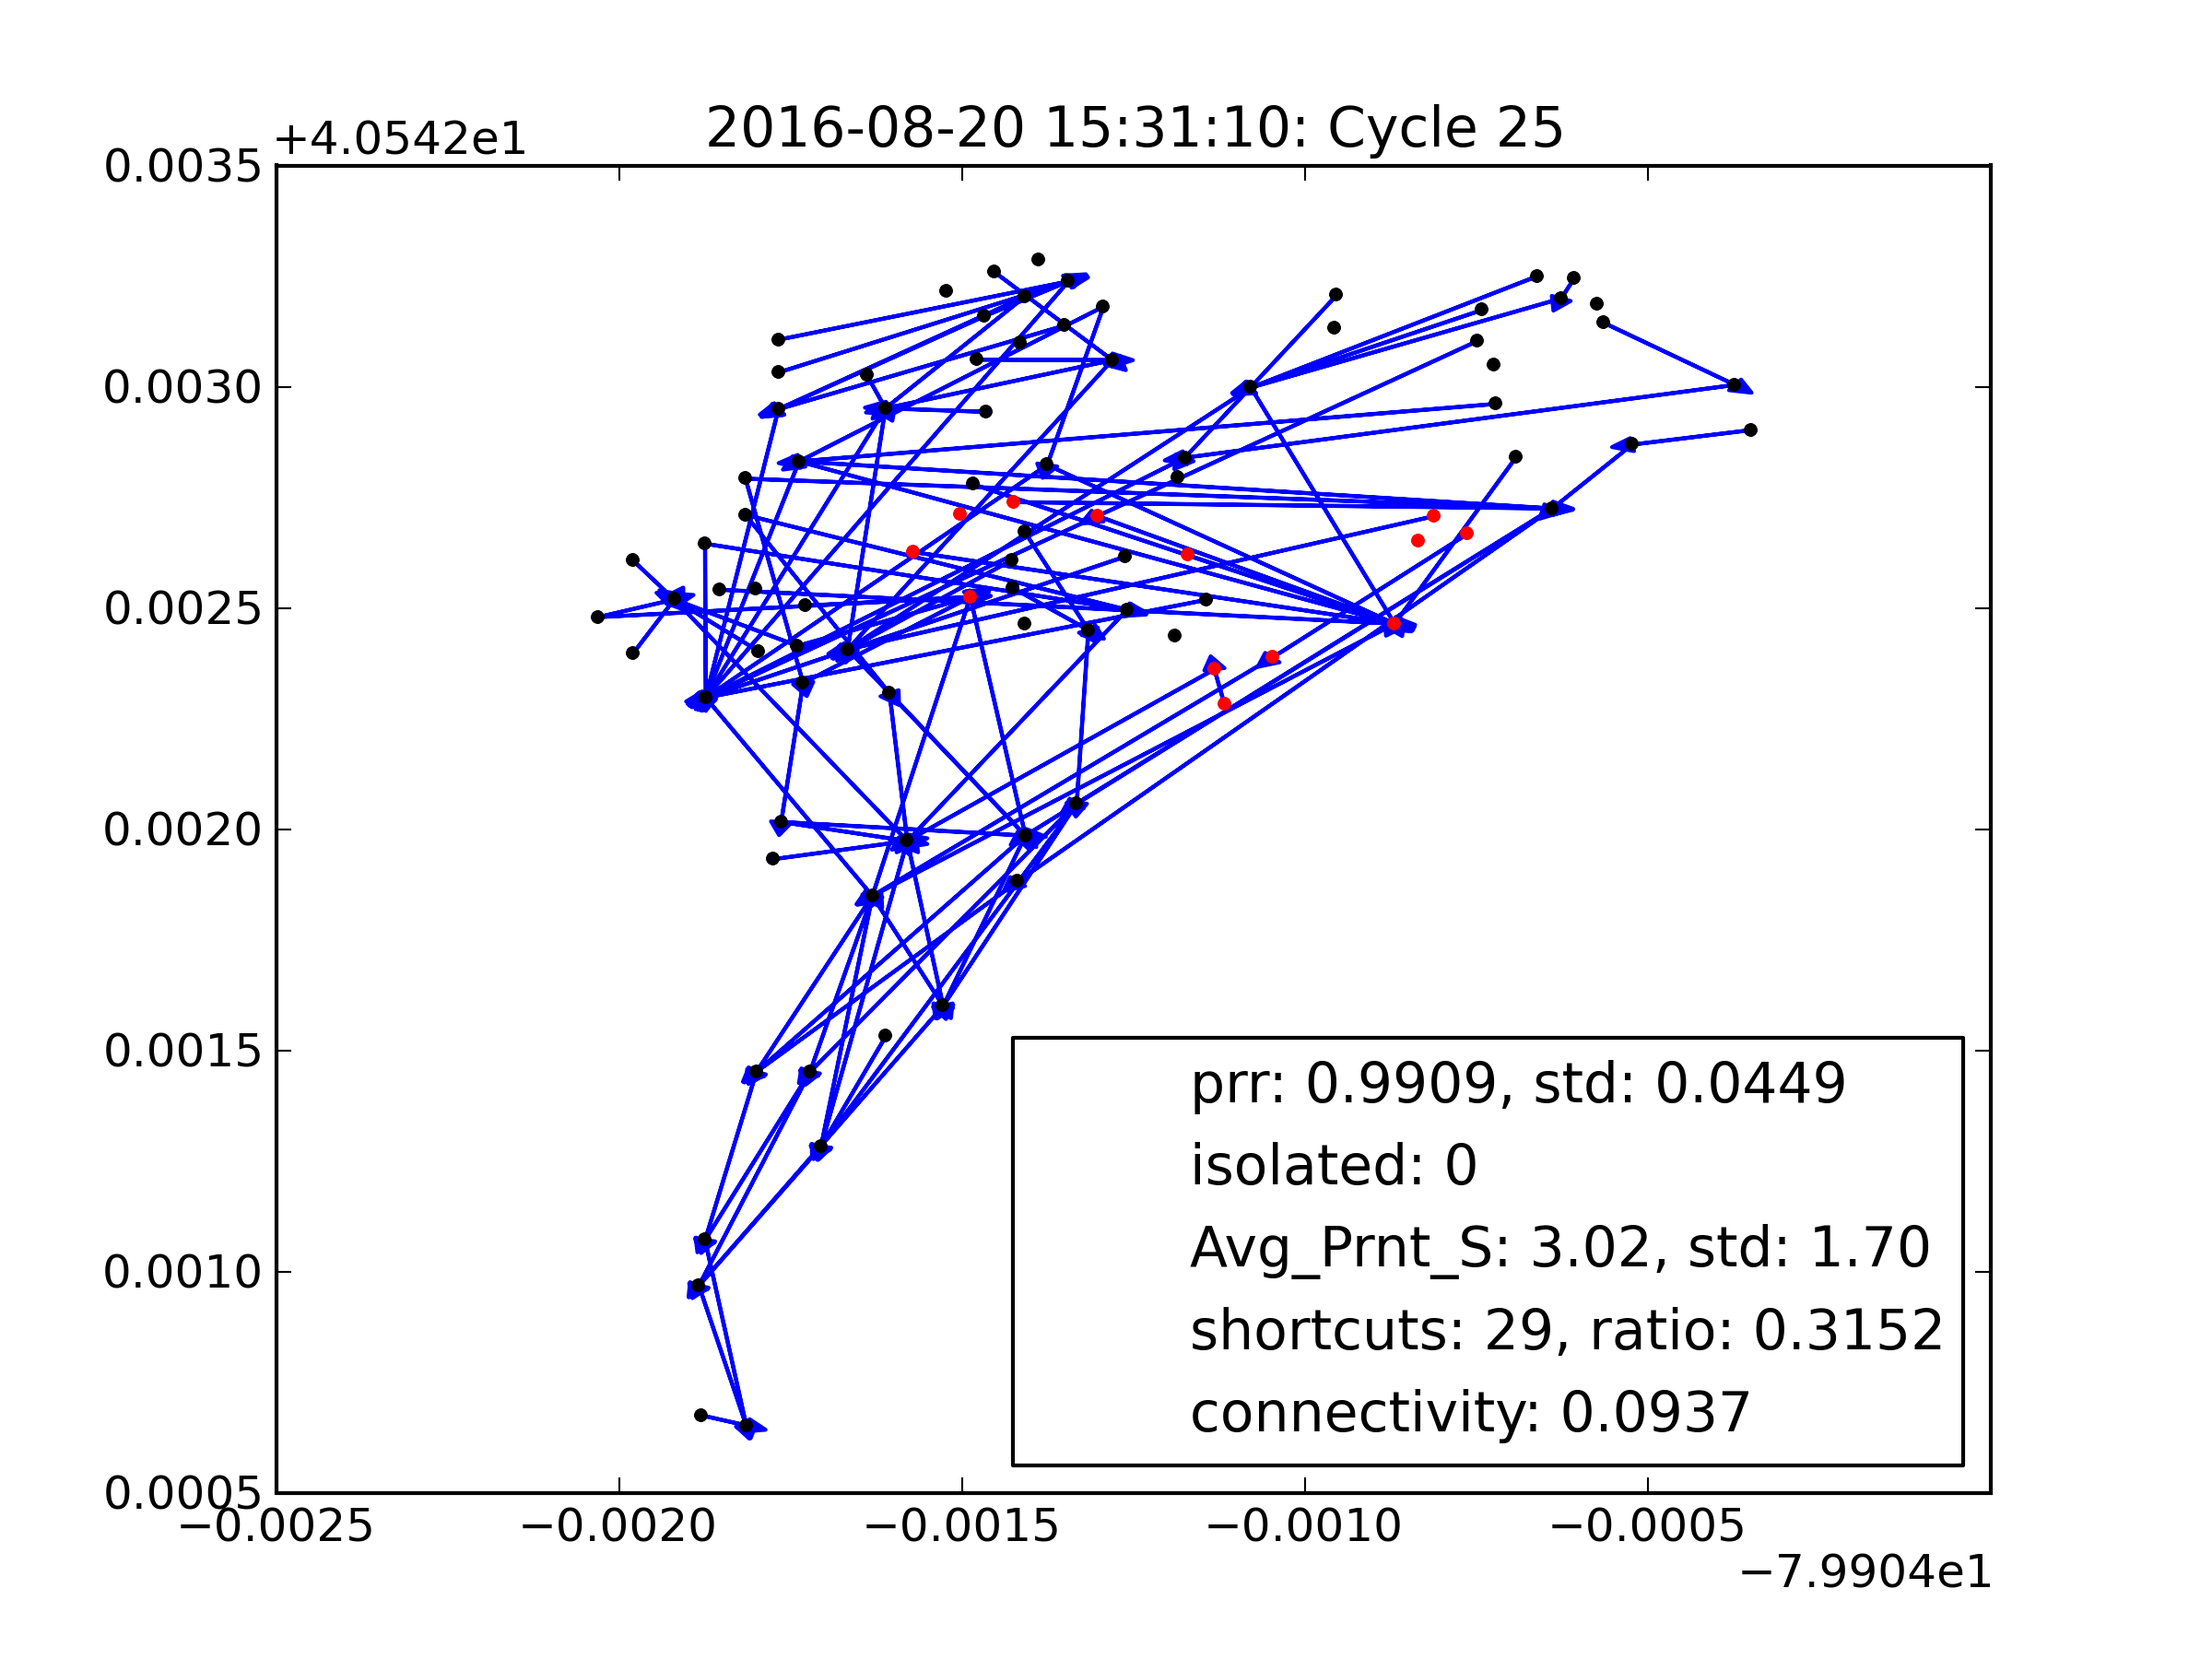 2016-08-20 15:31:10: Cycle 25
+4.0542e1
0.0035
0.0030
0.0025
0.0020
0.0015
0.0010
0.0005
prr: 0.9909, std: 0.0449
isolated: 0
Avg_Prnt_S: 3.02, std: 1.70
shortcuts: 29, ratio: 0.3152
connectivity: 0.0937
−0.0025 −0.0020 −0.0015 −0.0010 −0.0005
−7.9904e1